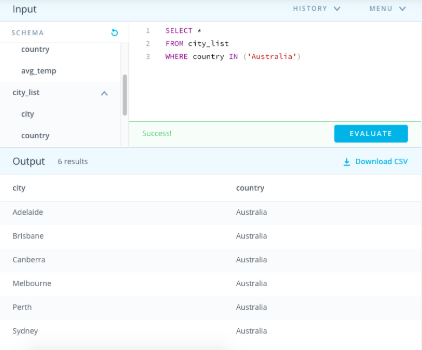 Input
HISTORY MENU
SCHEMA
country
avg_temp
city_list
city
country
1 SELECT *
2 FROM city_list
3 WHERE country IN ('Australia')
Success!
EVALUATE
Output 6 results
Download CSV
city country
Adelaide Australia
Brisbane Australia
Canberra Australia
Melbourne Australia
Perth Australia
Sydney Australia